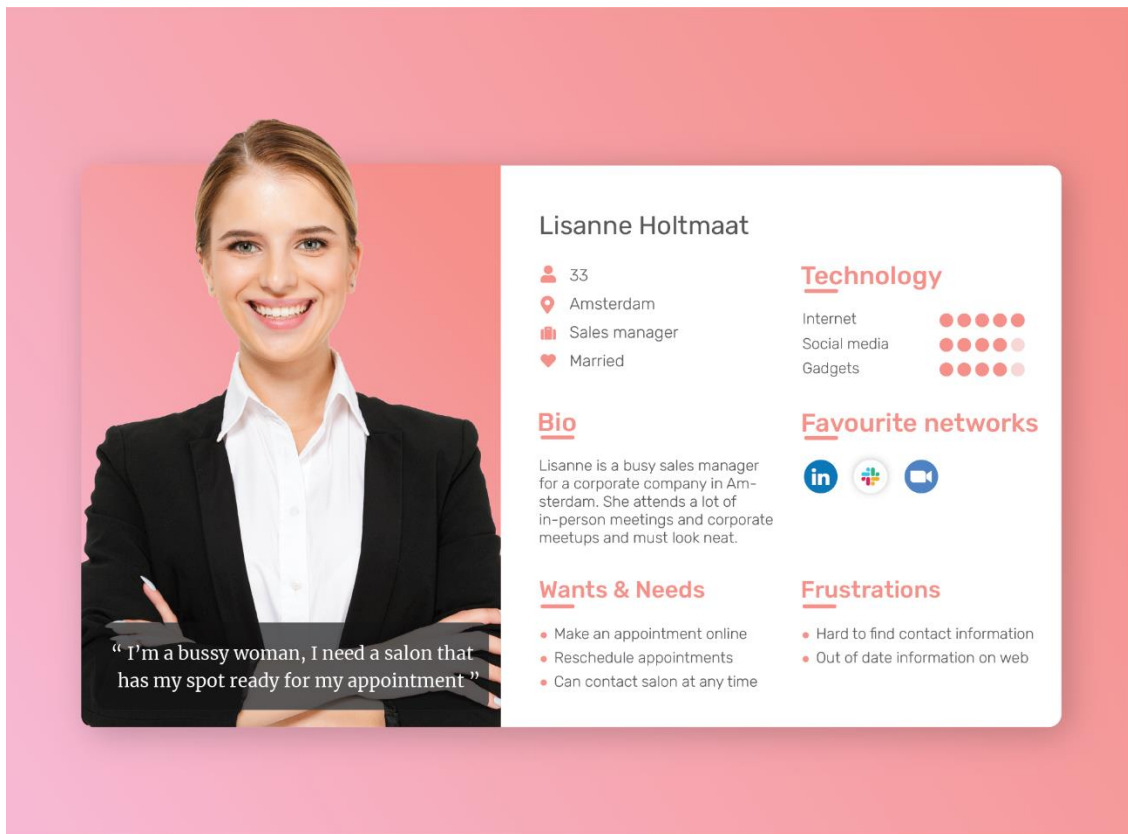 Lisanne Holtmaat
33
Amsterdam
Sales manager
Married
Technology
Internet
Social media
Gadgets
Bio
Lisanne is a busy sales manager
for a corporate company in Am-
sterdam. She attends a lot of
in-person meetings and corporate
meetups and must look neat.
Favourite networks
in
Wants & Needs
• Make an appointment online
• Reschedule appointments
• Can contact salon at any time
Frustrations
• Hard to find contact information
• Out of date information on web
“ I’m a bussy woman, I need a salon that
has my spot ready for my appointment ”